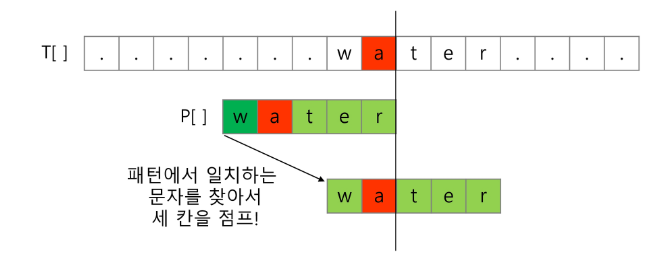 T[ ] . . . . . . . w a t e r . . . .
P[ ] w a t e r
패턴에서 일치하는
문자를 찾아서
세 칸을 점프!
w a t e r